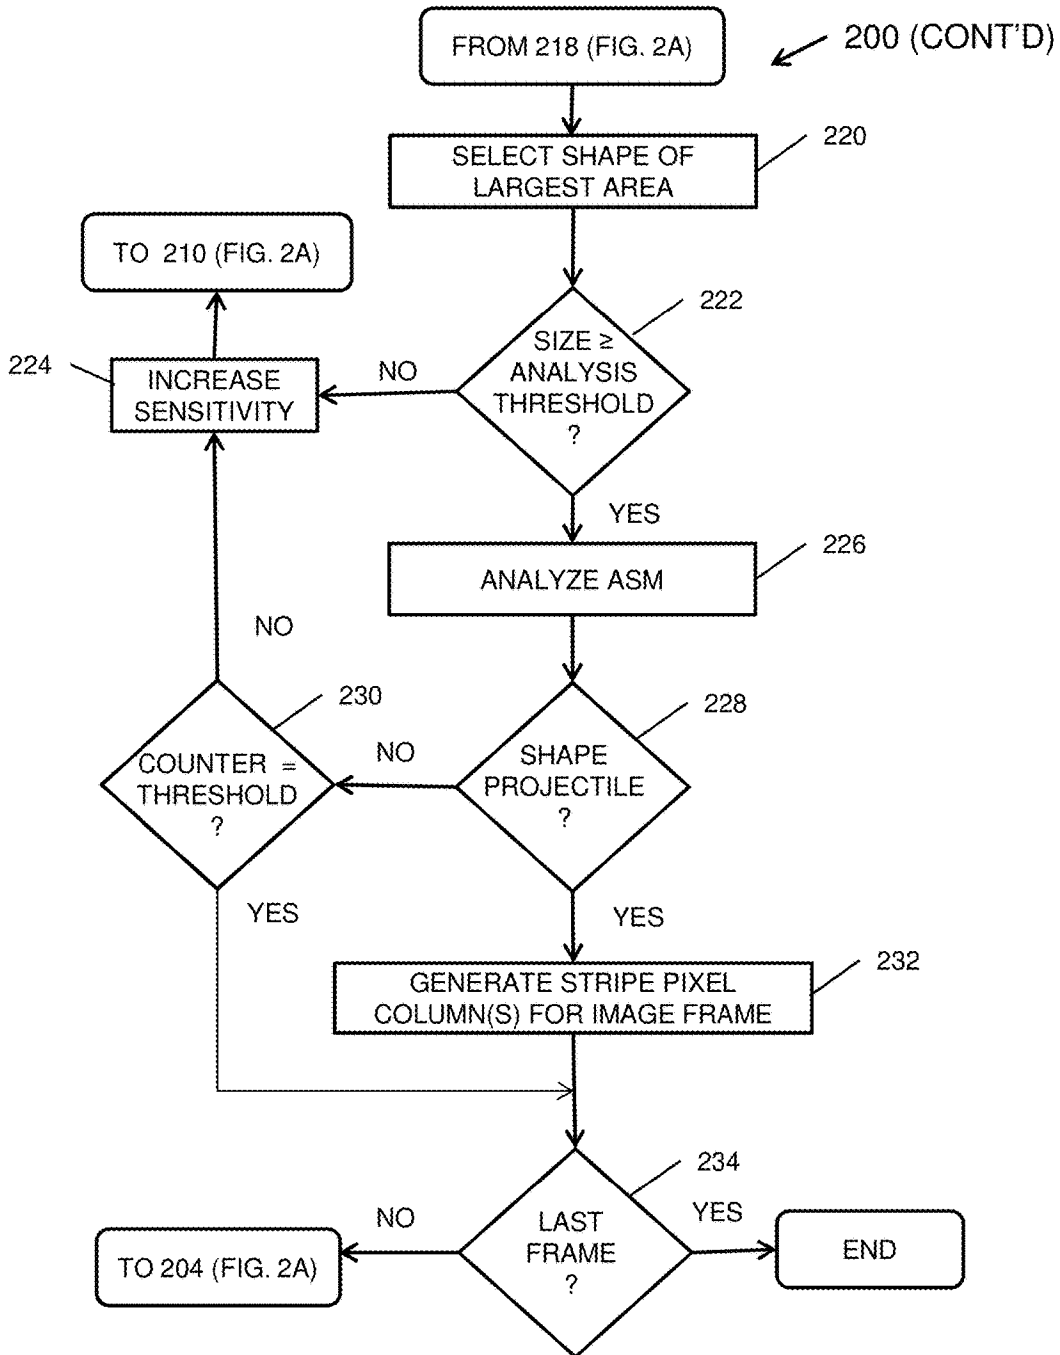 FROM 218 (FIG. 2A)
200 (CONT'D)
220
SELECT SHAPE OF
LARGEST AREA
TO 210 (FIG. 2A)
222
SIZE ≥
ANALYSIS
THRESHOLD
?
NO
224
INCREASE
SENSITIVITY
YES
226
ANALYZE ASM
NO
230
228
COUNTER =
THRESHOLD
?
NO
SHAPE
PROJECTILE
?
YES
YES
232
GENERATE STRIPE PIXEL
COLUMN(S) FOR IMAGE FRAME
234
LAST
FRAME
?
NO
YES
TO 204 (FIG. 2A)
END